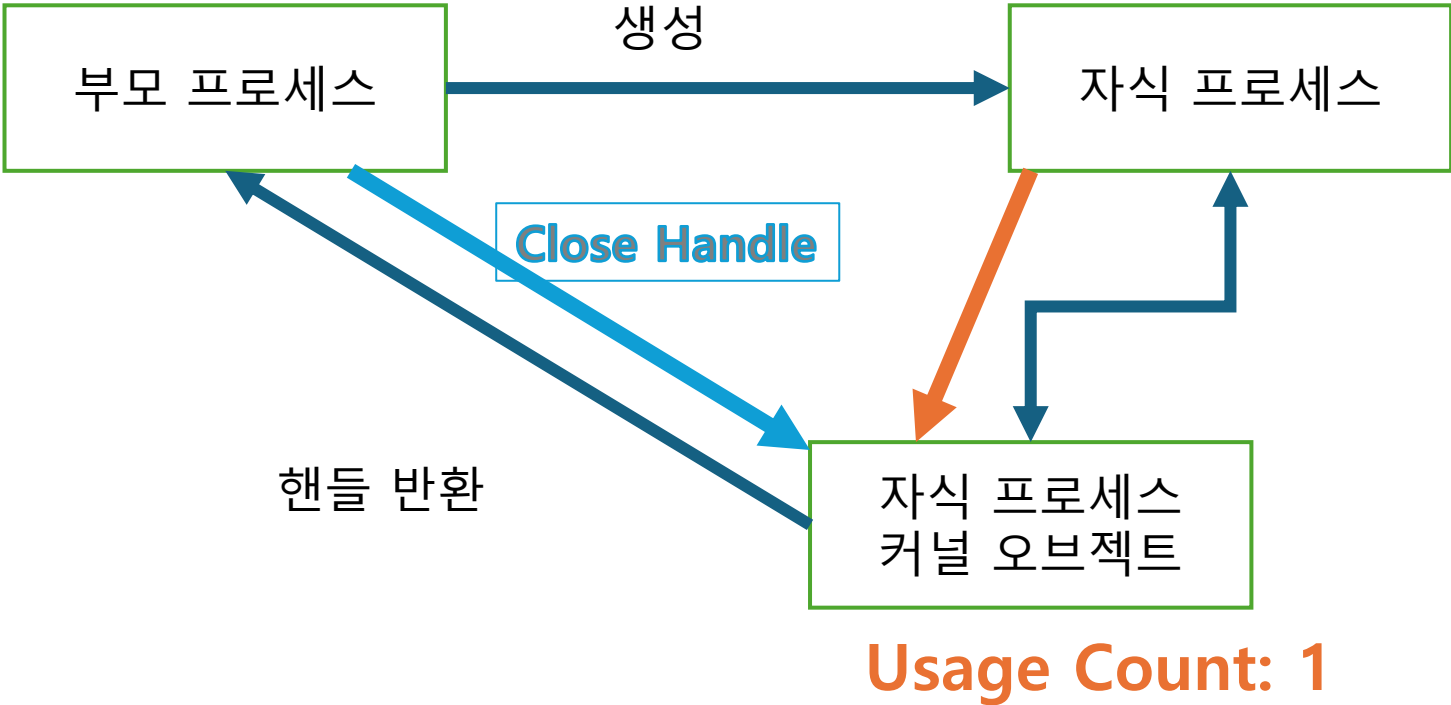 생성
부모 프로세스
자식 프로세스
Close Handle
핸들 반환
자식 프로세스
커널 오브젝트
Usage Count: 1